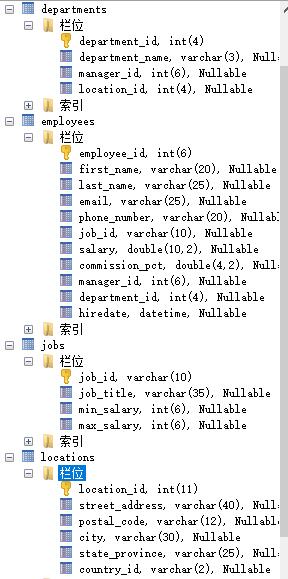 departments
栏位
department_id, int(4)
department_name, varchar(3), Null
manager_id, int(6), Nullable
location_id, int(4), Nullable
索引
employees
栏位
employee_id, int(6)
first_name, varchar(20), Nullable
last_name, varchar(25), Nullable
email, varchar(25), Nullable
phone_number, varchar(20), Nullabl
job_id, varchar(10), Nullable
salary, double(10,2), Nullable
commission_pct, double(4,2), Nulla
manager_id, int(6), Nullable
department_id, int(4), Nullable
hiredate, datetime, Nullable
索引
jobs
栏位
job_id, varchar(10)
job_title, varchar(35), Nullable
min_salary, int(6), Nullable
max_salary, int(6), Nullable
索引
locations
栏位
location_id, int(11)
street_address, varchar(40), Nullab
postal_code, varchar(12), Nullable
city, varchar(30), Nullable
state_province, varchar(25), Nullab
country_id, varchar(2), Nullable